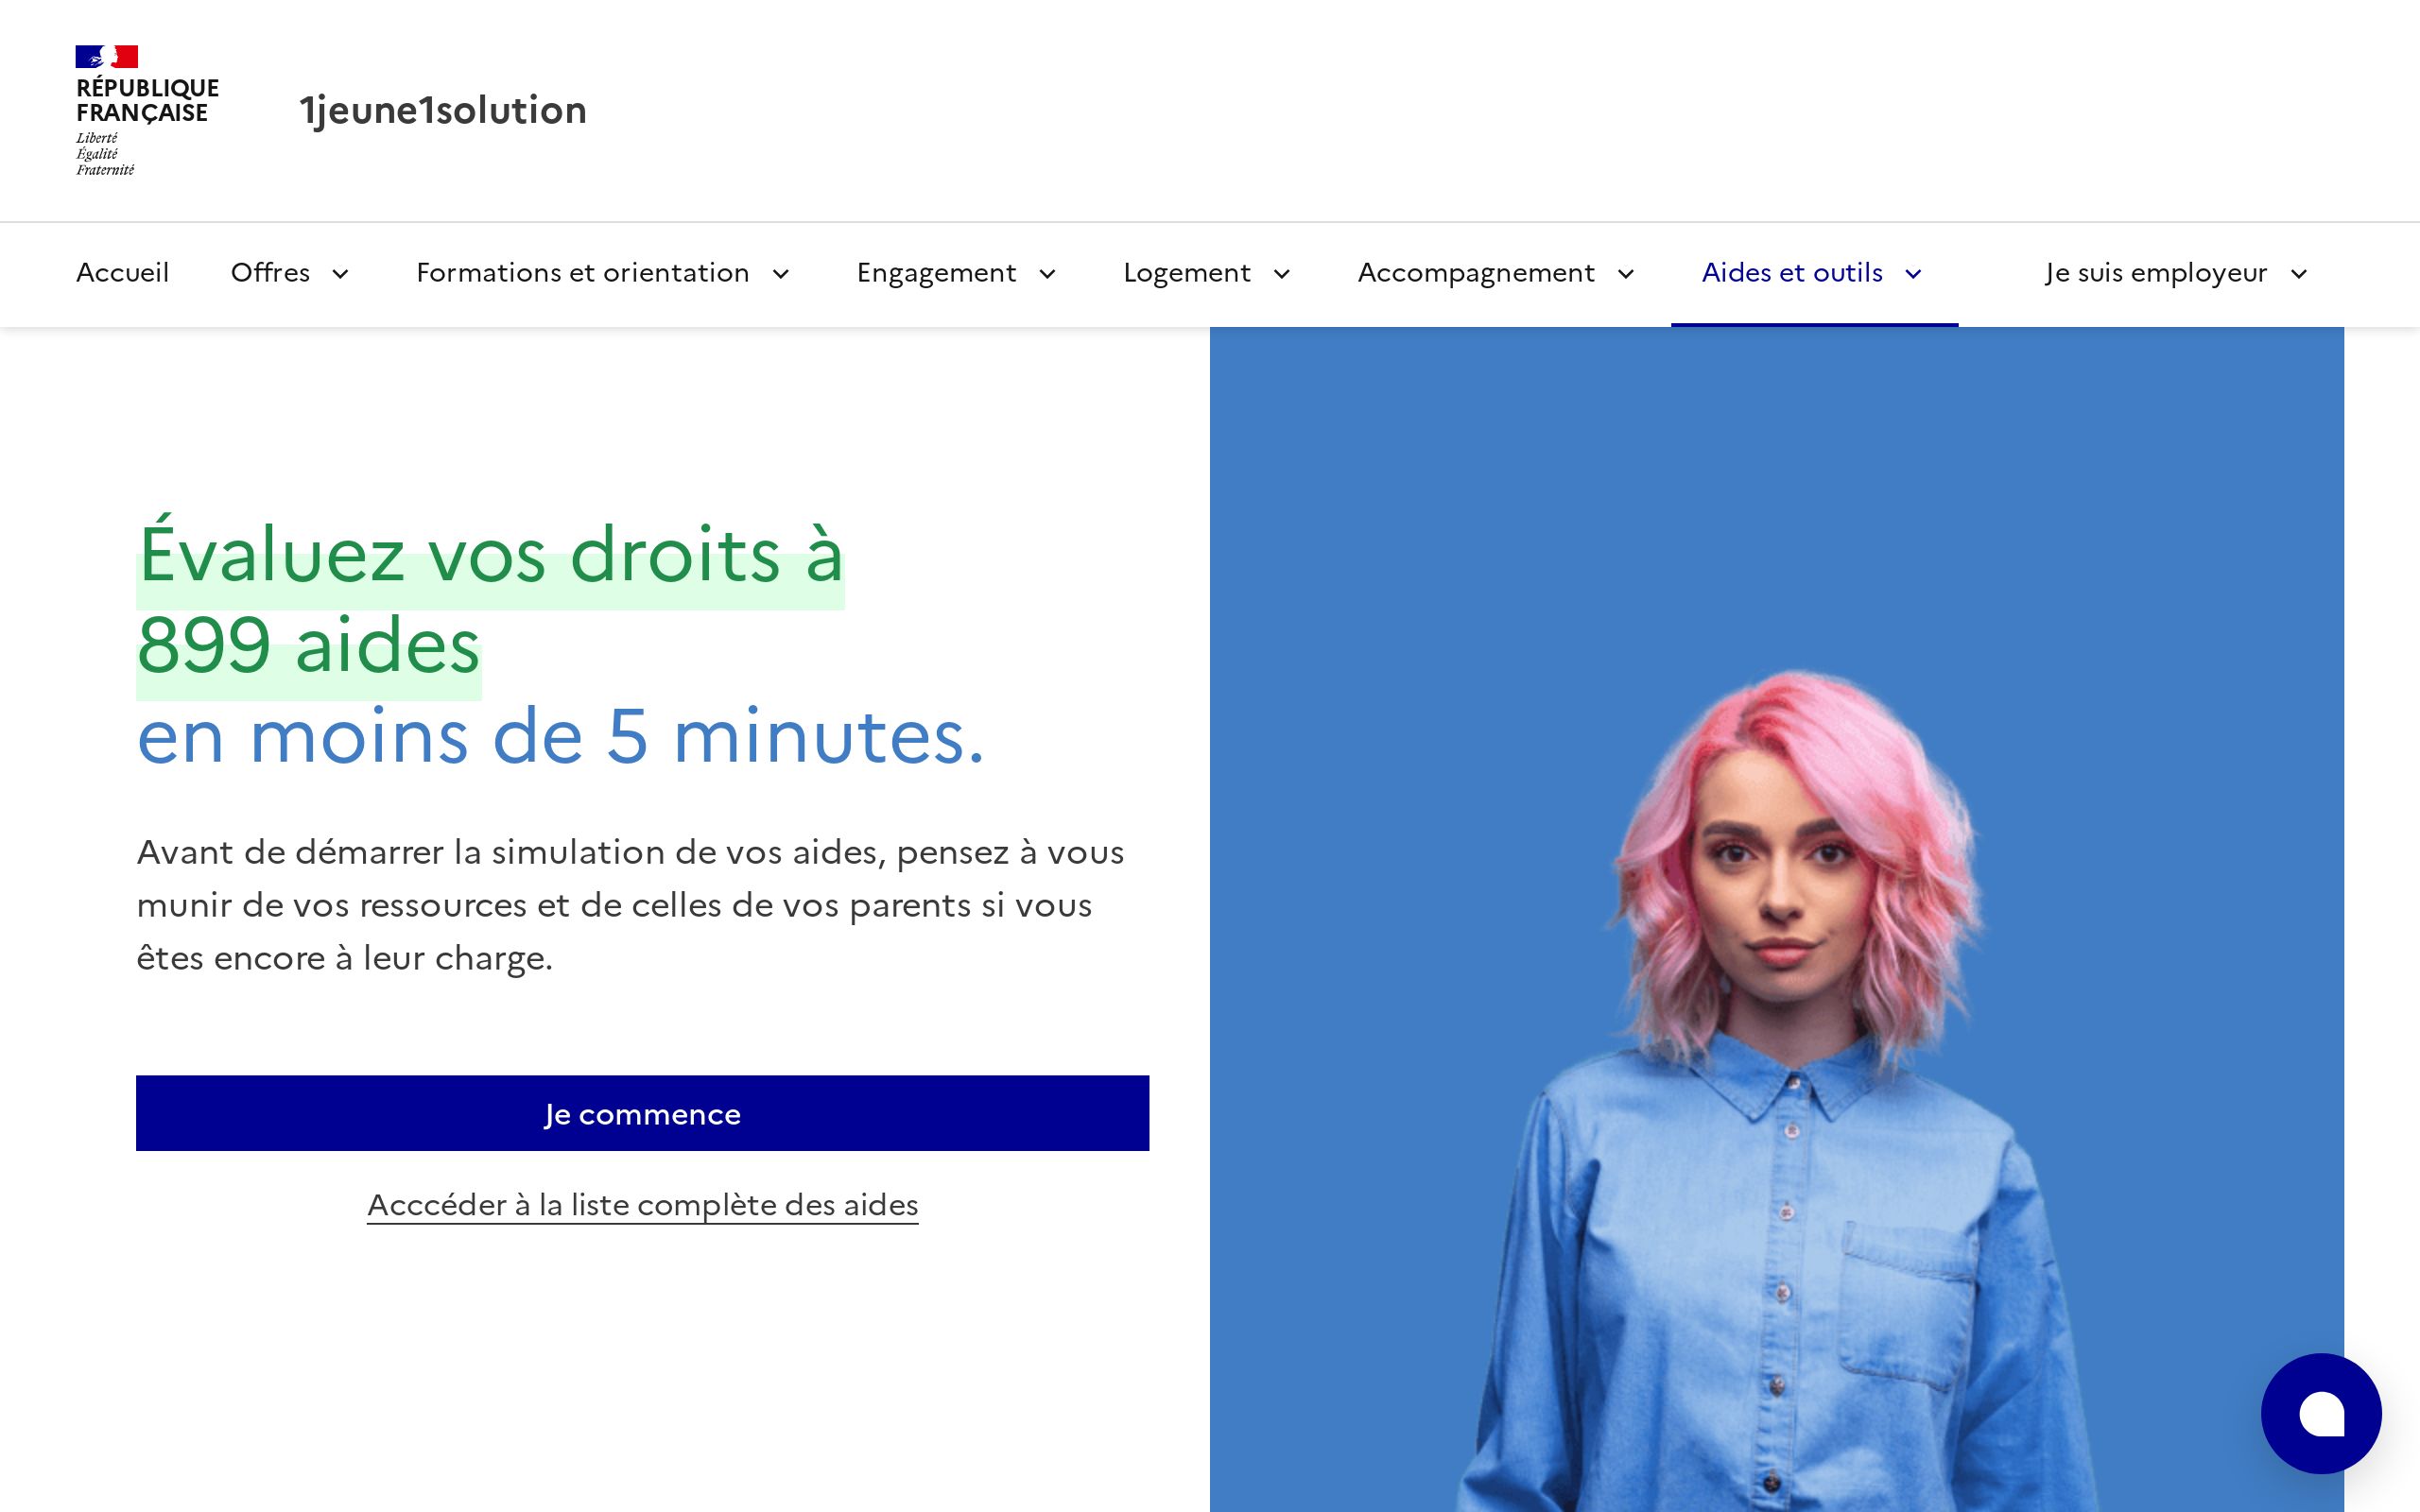 RÉPUBLIQUE
FRANÇAISE
Liberté
Égalité
Fraternité
1jeune1solution
Accueil Offres Formations et orientation Engagement Logement Accompagnement Aides et outils Je suis employeur
Évaluez vos droits à
899 aides
en moins de 5 minutes.
Avant de démarrer la simulation de vos aides, pensez à vous
munir de vos ressources et de celles de vos parents si vous
êtes encore à leur charge.
Je commence
Acccéder à la liste complète des aides